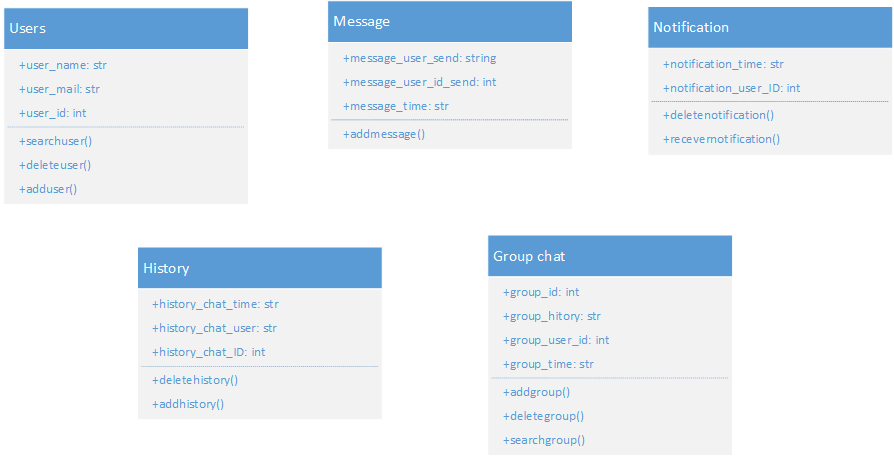 Users
+user_name: str
+user_mail: str
+user_id: int
+searchuser()
+deleteuser()
+adduser()
Message
+message_user_send: string
+message_user_id_send: int
+message_time: str
+addmessage()
Notification
+notification_time: str
+notification_user_ID: int
+deletenotification()
+recevernotification()
History
+history_chat_time: str
+history_chat_user: str
+history_chat_ID: int
+deletehistory()
+addhistory()
Group chat
+group_id: int
+group_hitory: str
+group_user_id: int
+group_time: str
+addgroup()
+deletegroup()
+searchgroup()